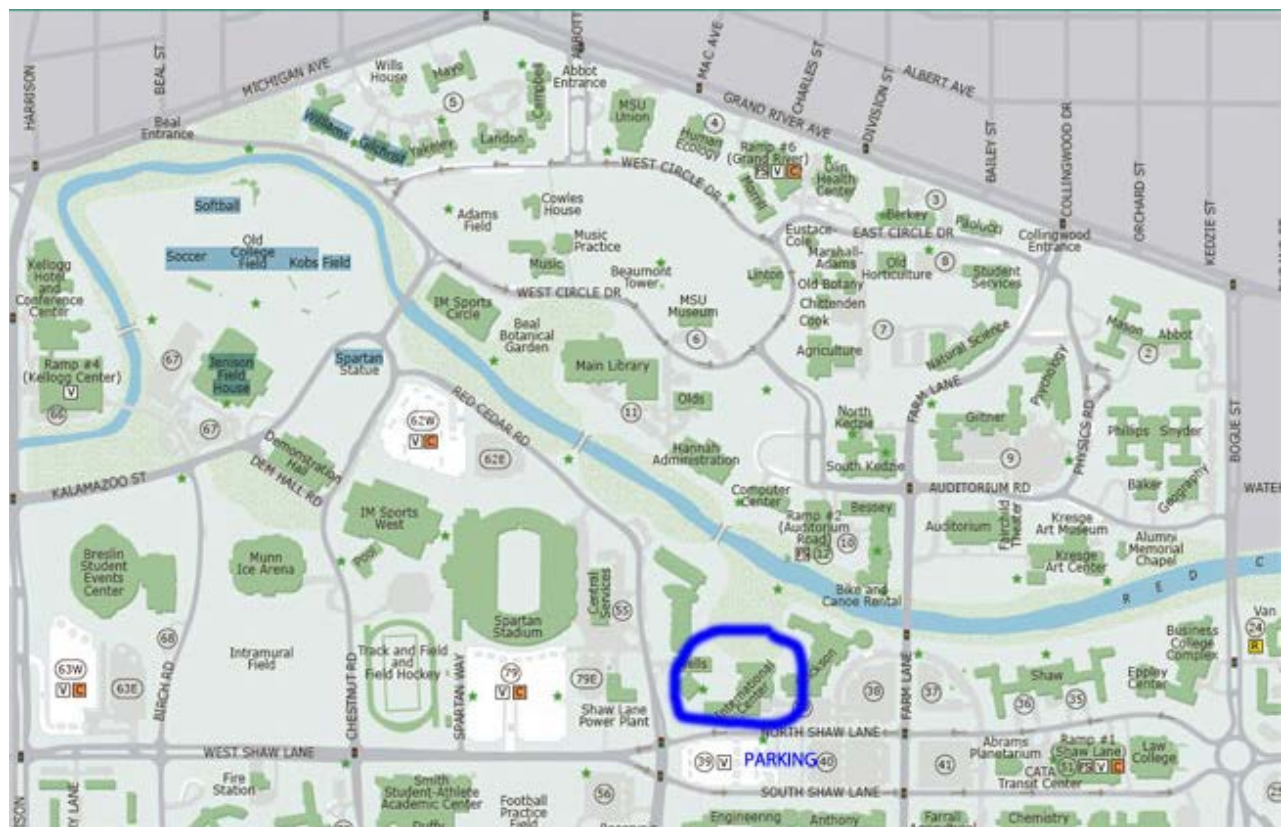 HARRISON
BEAL ST
MICHIGAN AVE
ABBOTT
MAC AVE
CHARLES ST
ALBERT AVE
GRAND RIVER AVE
DIVISION ST
BAILEY ST
COLLINGWOOD DR
ORCHARD ST
KEDZIE ST
Beal
Entrance
Wills
House
Mayo
5
Campbell
Abbot
Entrance
Williams
Gilchrist
Yakeley
Landon
MSU
Union
4
Human
Ecology
Ramp #6
(Grand River)
FS V C
Morrill
Olin
Health
Center
WEST CIRCLE DR
3
Berkey
Paolucci
EAST CIRCLE DR
Collingwood
Entrance
Softball
Old
College
Field
Soccer
Kobs Field
Adams
Field
Cowles
House
Music
Practice
Music
Beaumont
Tower
WEST CIRCLE DR
Eustace-
Cole
Marshall-
Adams
Old
Horticulture
8
Student
Services
Linton
Old Botany
Chittenden
Cook
7
Agriculture
Natural Science
Kellogg
Hotel
and
Conference
Center
IM Sports
Circle
Beal
Botanical
Garden
MSU
Museum
6
Main Library
Mason
Abbot
2
Ramp #4
(Kellogg Center)
V
66
67
Jenison
Field
House
67
Spartan
Statue
RED CEDAR RD
11
Olds
FARM LANE
Psychology
PHYSICS RD
Giltner
9
Phillips
Snyder
BOGUE ST
62W
V C
62E
North
Kedzie
South Kedzie
Hannah
Administration
Demonstration
Hall
DEM HALL RD
KALAMAZOO ST
Computer
Center
AUDITORIUM RD
Baker
Geography
WATER
IM Sports
West
Pool
Ramp #2
(Auditorium
Road)
FS 12
10
Bessey
Auditorium
Fairchild
Theater
Kresge
Art Museum
Kresge
Art Center
Alumni
Memorial
Chapel
Breslin
Student
Events
Center
Munn
Ice Arena
Spartan
Stadium
Central
Services
55
Bike and
Canoe Rental
R E D C
68
BIRCH RD
Intramural
Field
CHESTNUT RD
Track and Field
and
Field Hockey
SPARTAN WAY
63W
V C
63E
79
V C
79E
Shaw Lane
Power Plant
International
Center
38
FARM LANE
37
Shaw
36
35
Eppley
Center
Business
College
Complex
Van
24
R
WEST SHAW LANE
NORTH SHAW LANE
39 V
PARKING
40
41
Abrams
Planetarium
Ramp #1
(Shaw Lane)
51 FS V C
CATA
Transit Center
Law
College
SOUTH SHAW LANE
Fire
Station
Smith
Student-Athlete
Academic Center
Duffy
Football
Practice
Field
56
Engineering
Anthony
Farrall
Chemistry